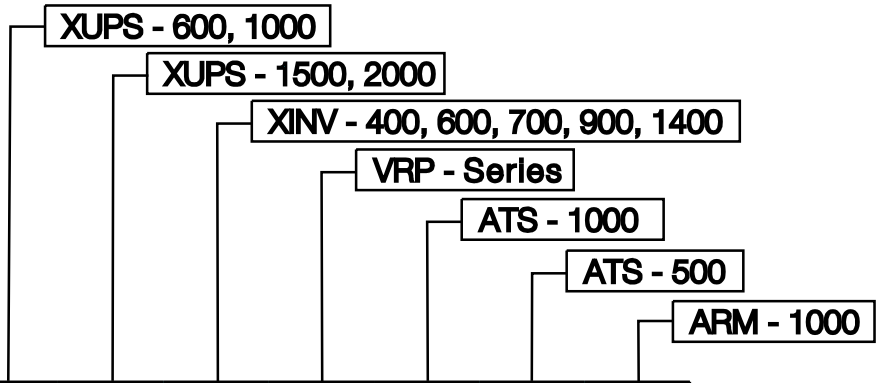 XUPS - 600, 1000
XUPS - 1500, 2000
XINV - 400, 600, 700, 900, 1400
VRP - Series
ATS - 1000
ATS - 500
ARM - 1000